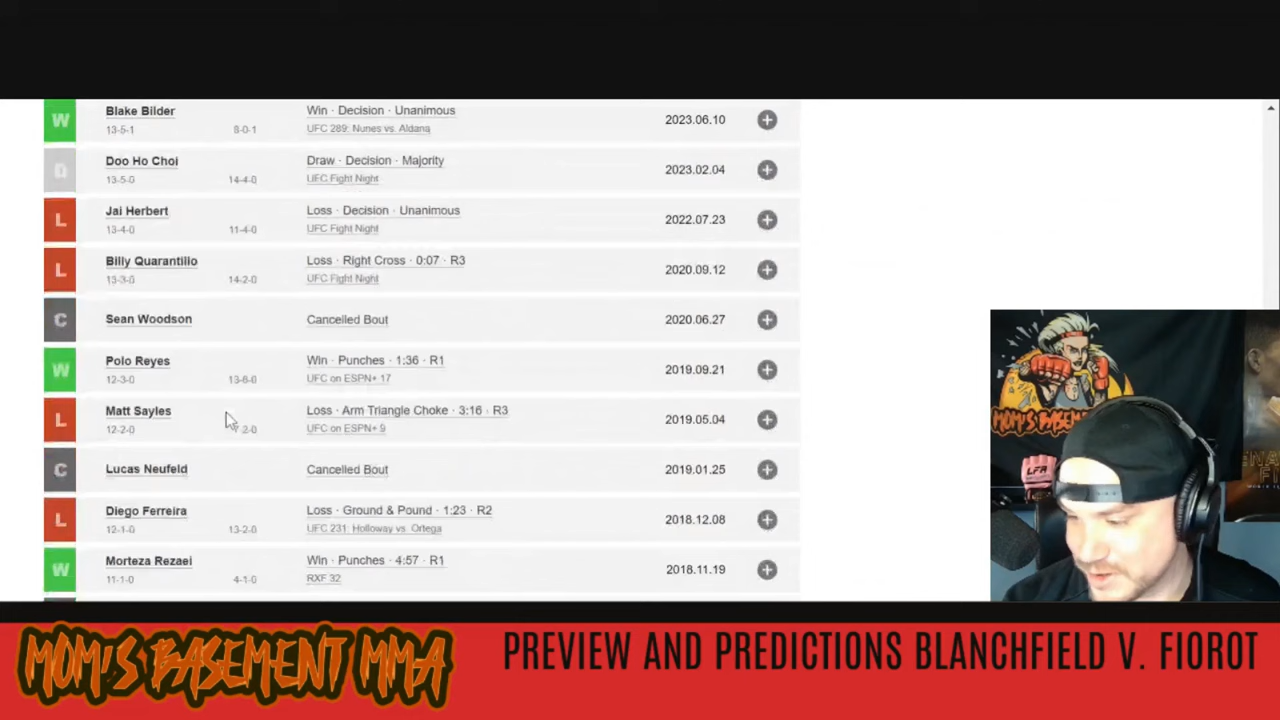 W
Blake Bilder
Win · Decision · Unanimous
13-5-1
8-0-1
UFC 289: Nunes vs. Aldana
2023.06.10
D
Doo Ho Choi
Draw · Decision · Majority
13-5-0
14-4-0
UFC Fight Night
2023.02.04
L
Jai Herbert
Loss · Decision · Unanimous
13-4-0
11-4-0
UFC Fight Night
2022.07.23
L
Billy Quarantillo
Loss · Right Cross · 0:07 · R3
13-3-0
14-2-0
UFC Fight Night
2020.09.12
C
Sean Woodson
Cancelled Bout
2020.06.27
W
Polo Reyes
Win · Punches · 1:36 · R1
12-3-0
13-6-0
UFC on ESPN+ 17
2019.09.21
L
Matt Sayles
Loss · Arm Triangle Choke · 3:16 · R3
12-2-0
2-0
UFC on ESPN+ 9
2019.05.04
C
Lucas Neufeld
Cancelled Bout
2019.01.25
L
Diego Ferreira
Loss · Ground & Pound · 1:23 · R2
12-1-0
13-2-0
UFC 231: Holloway vs. Ortega
2018.12.08
W
Morteza Rezaei
Win · Punches · 4:57 · R1
11-1-0
4-1-0
RXF 32
2018.11.19
LFA
MOM'S BASEMENT MMA
PREVIEW AND PREDICTIONS BLANCHFIELD V. FIOROT